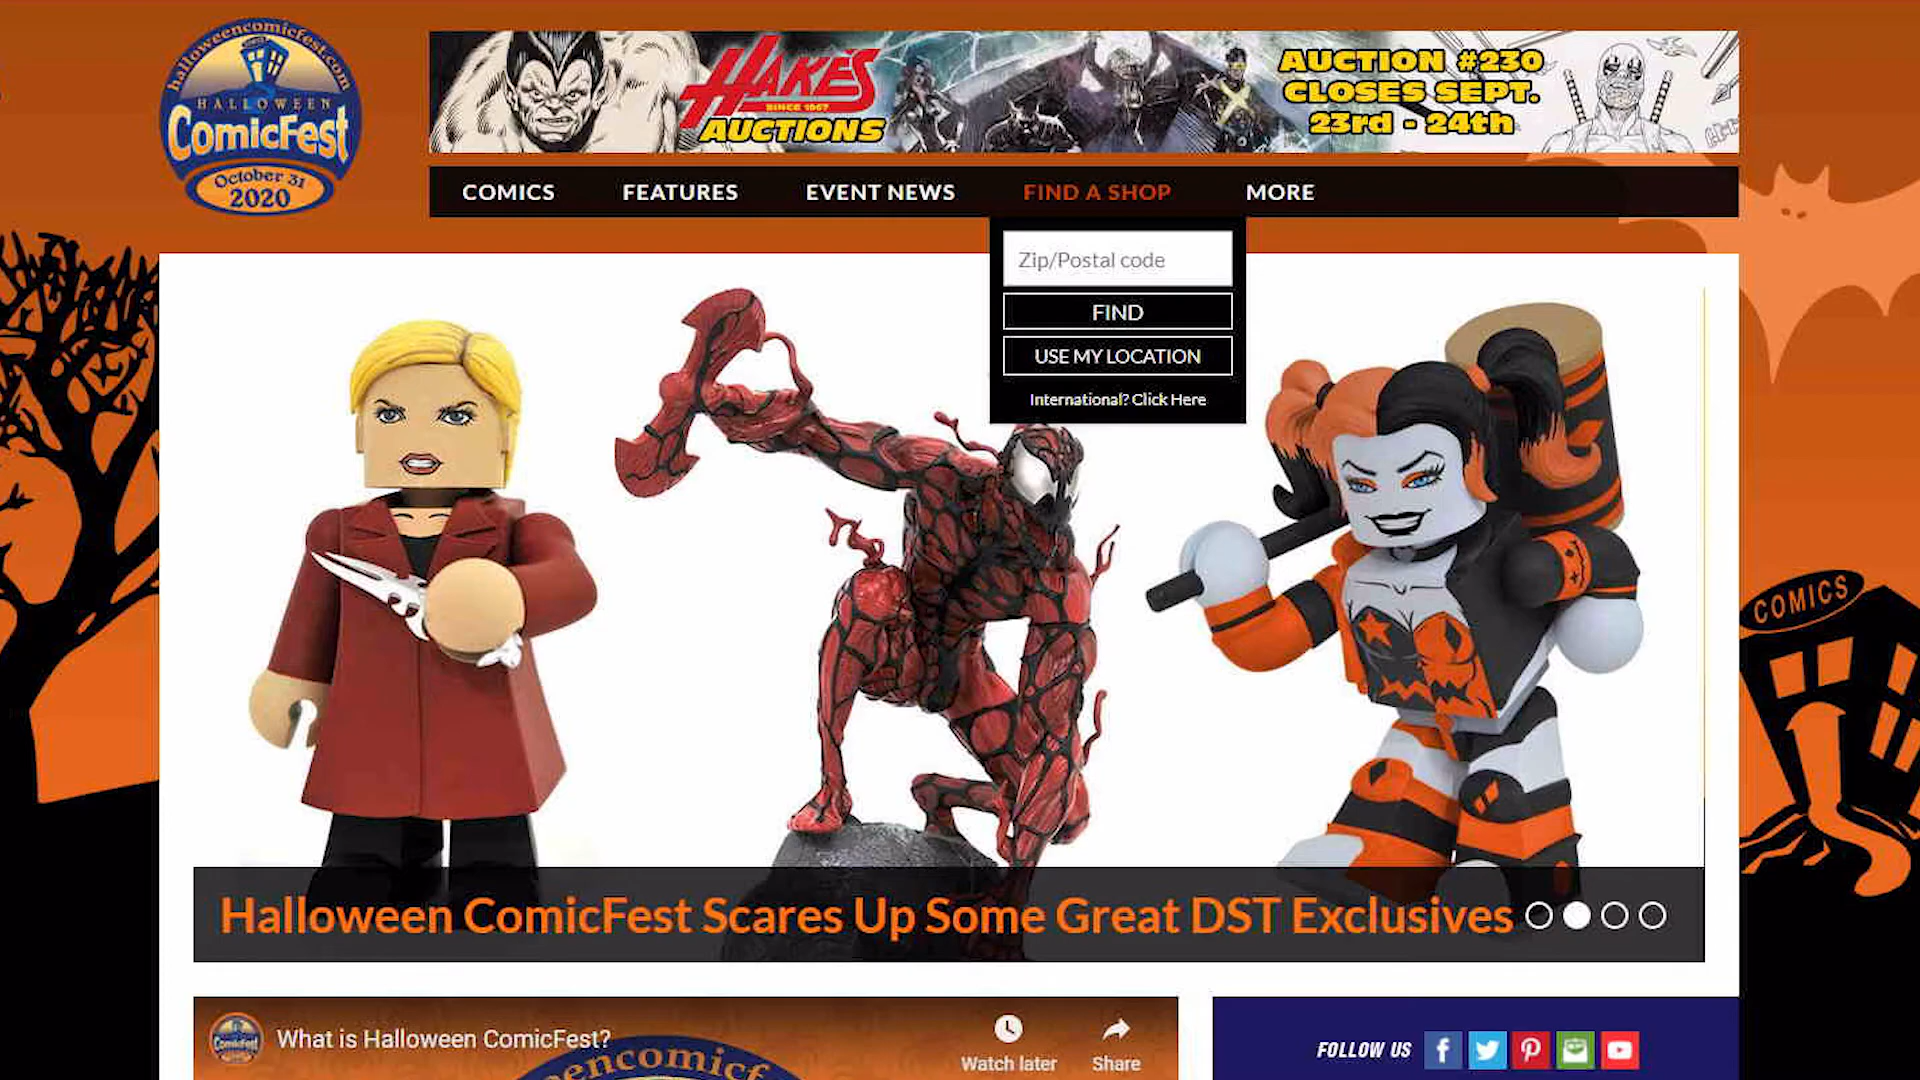 halloweencomicfest.com
HALLOWEEN
ComicFest
October 31
2020
HAKE'S
SINCE 1967
AUCTIONS
AUCTION #230
CLOSES SEPT.
23rd - 24th
COMICS FEATURES EVENT NEWS FIND A SHOP MORE
Zip/Postal code
FIND
USE MY LOCATION
International? Click Here
COMICS
Halloween ComicFest Scares Up Some Great DST Exclusives
ComicFest
What is Halloween ComicFest?
Watch later
Share
eencomicf
FOLLOW US